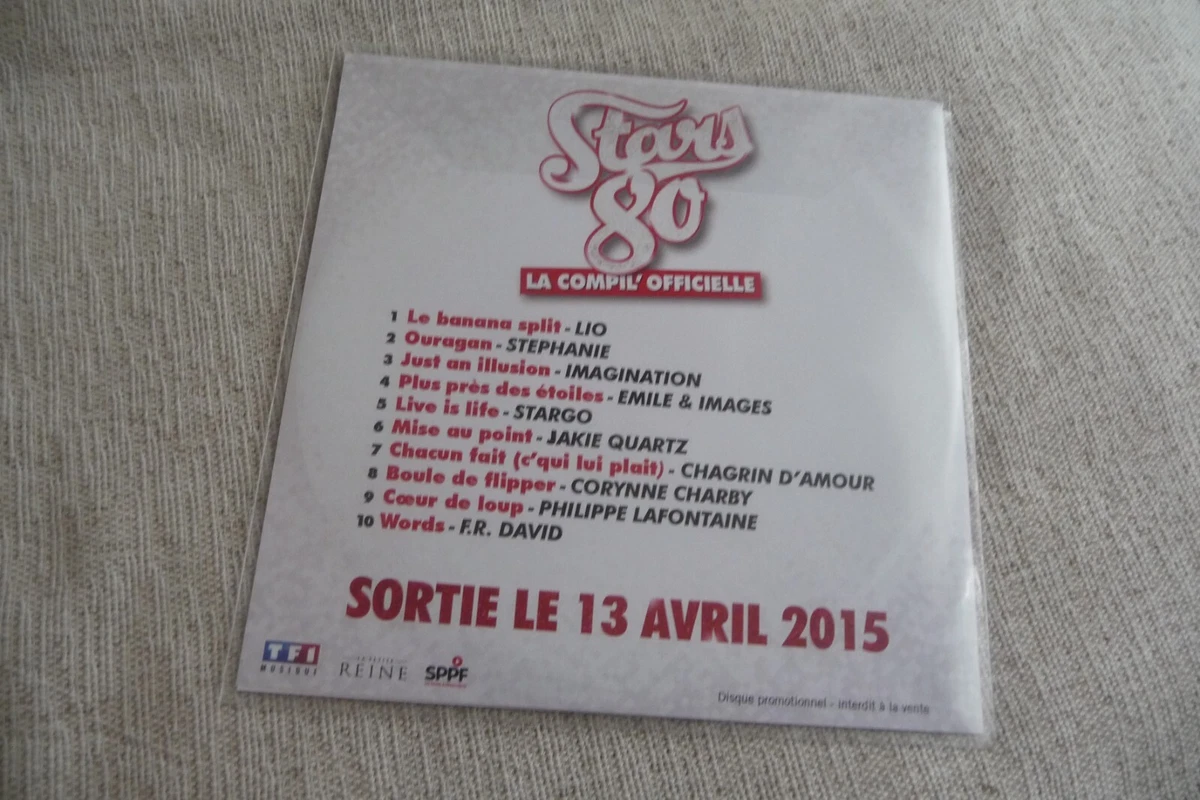 Stars
80
LA COMPIL' OFFICIELLE
1 Le banana split - LIO
2 Ouragan - STEPHANIE
3 Just an illusion - IMAGINATION
4 Plus près des étoiles - EMILE & IMAGES
5 Live is life - STARGO
6 Mise au point - JAKIE QUARTZ
7 Chacun fait (c'qui lui plait) - CHAGRIN D'AMOUR
8 Boule de flipper - CORYNNE CHARBY
9 Cœur de loup - PHILIPPE LAFONTAINE
10 Words - F.R. DAVID
SORTIE LE 13 AVRIL 2015
TF1
MUSIQUE
REINE
SPPF
Disque promotionnel - interdit à la vente